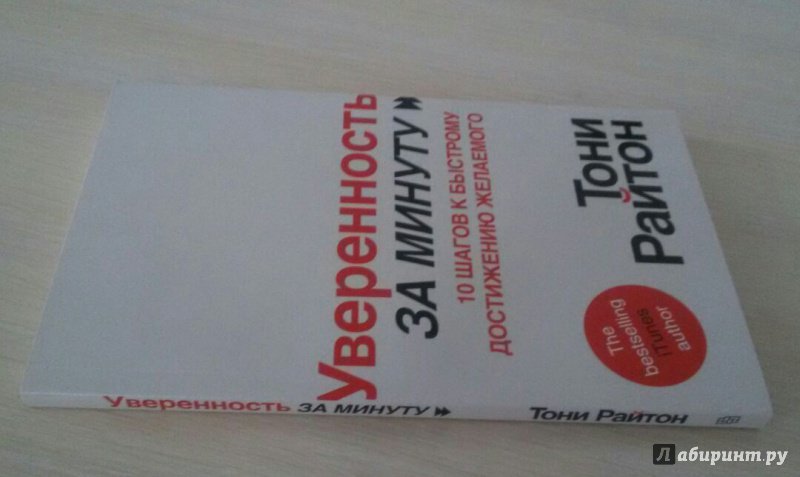 Уверенность
ЗА МИНУТУ
10 ШАГОВ К БЫСТРОМУ
ДОСТИЖЕНИЮ ЖЕЛАЕМОГО
Тони
Райтон
The
bestselling
iTunes
author
Уверенность ЗА МИНУТУ Тони Райтон
Лабиринт.ру